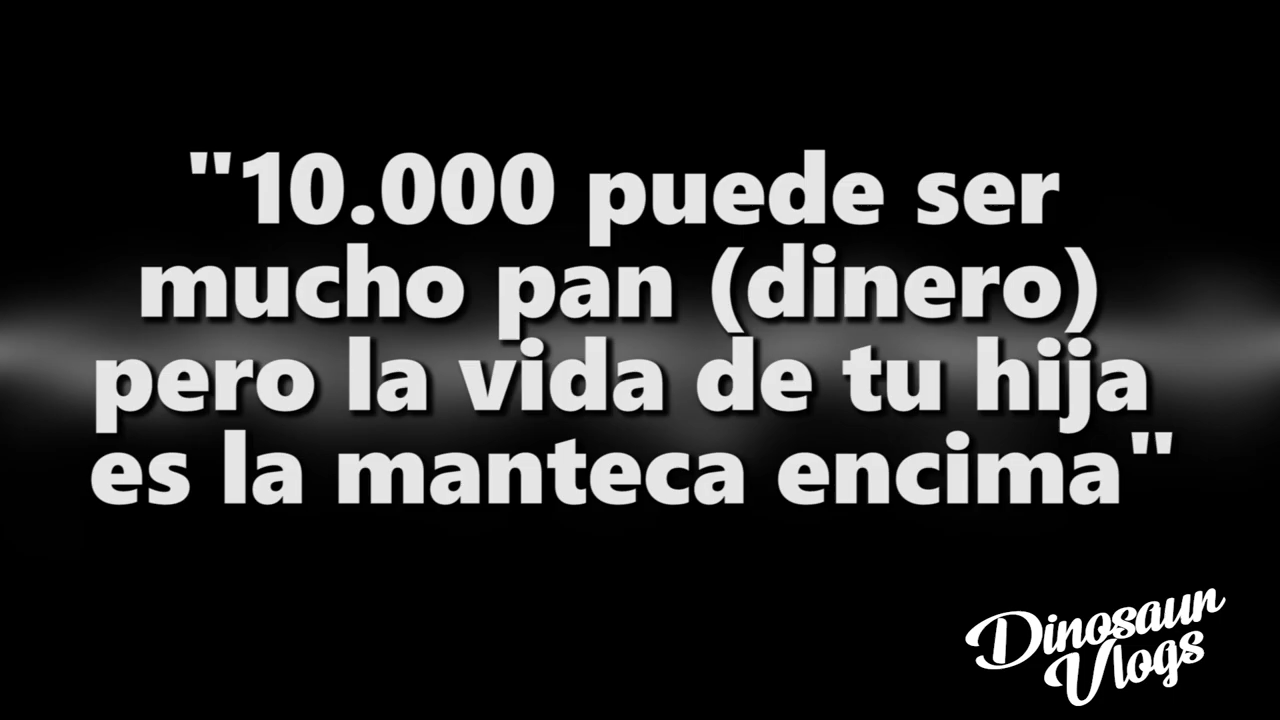 "10.000 puede ser
mucho pan (dinero)
pero la vida de tu hija
es la manteca encima"
Dinosaur
Vlogs